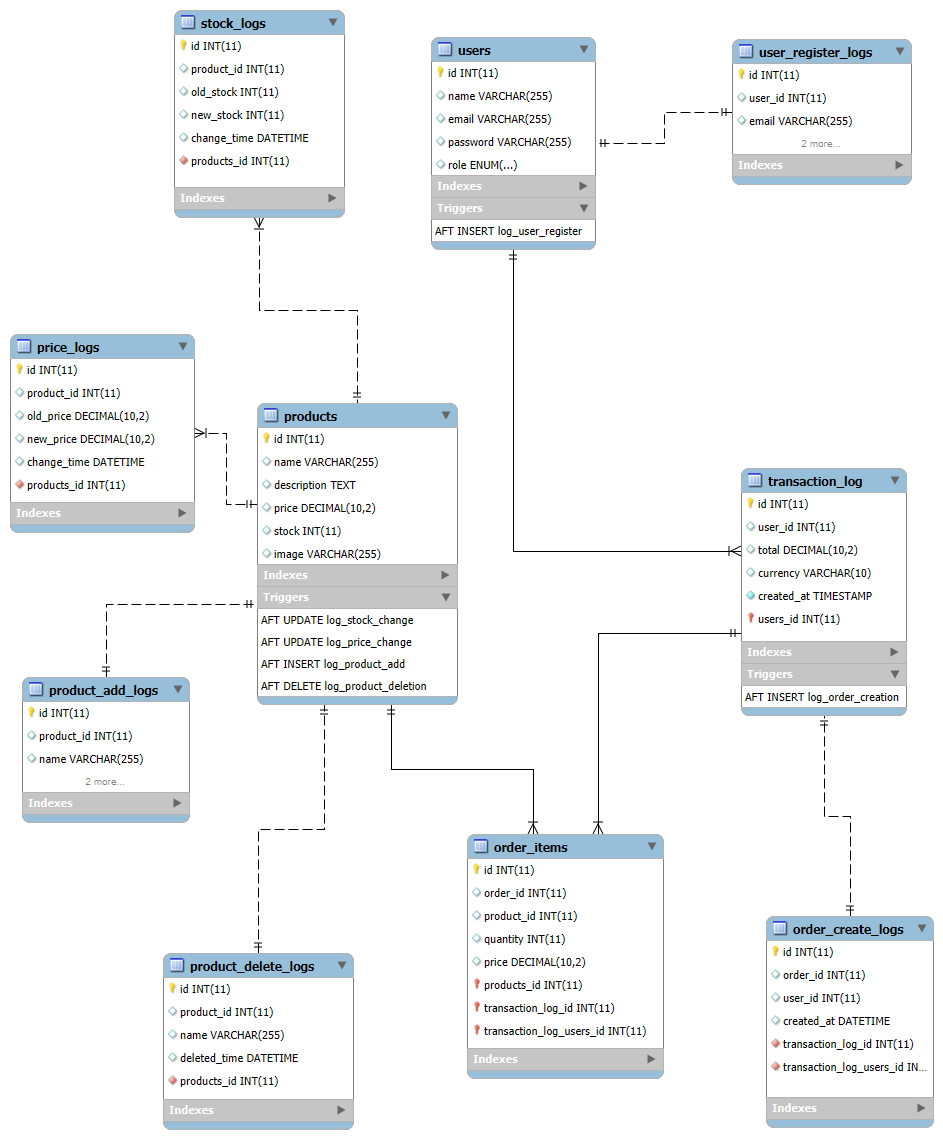 stock_logs
id INT(11)
product_id INT(11)
old_stock INT(11)
new_stock INT(11)
change_time DATETIME
products_id INT(11)
Indexes
users
id INT(11)
name VARCHAR(255)
email VARCHAR(255)
password VARCHAR(255)
role ENUM(...)
Indexes
Triggers
AFT INSERT log_user_register
user_register_logs
id INT(11)
user_id INT(11)
email VARCHAR(255)
2 more...
Indexes
price_logs
id INT(11)
product_id INT(11)
old_price DECIMAL(10,2)
new_price DECIMAL(10,2)
change_time DATETIME
products_id INT(11)
Indexes
products
id INT(11)
name VARCHAR(255)
description TEXT
price DECIMAL(10,2)
stock INT(11)
image VARCHAR(255)
Indexes
Triggers
AFT UPDATE log_stock_change
AFT UPDATE log_price_change
AFT INSERT log_product_add
AFT DELETE log_product_deletion
transaction_log
id INT(11)
user_id INT(11)
total DECIMAL(10,2)
currency VARCHAR(10)
created_at TIMESTAMP
users_id INT(11)
Indexes
Triggers
AFT INSERT log_order_creation
product_add_logs
id INT(11)
product_id INT(11)
name VARCHAR(255)
2 more...
Indexes
order_items
id INT(11)
order_id INT(11)
product_id INT(11)
quantity INT(11)
price DECIMAL(10,2)
products_id INT(11)
transaction_log_id INT(11)
transaction_log_users_id INT(11)
Indexes
order_create_logs
id INT(11)
order_id INT(11)
user_id INT(11)
created_at DATETIME
transaction_log_id INT(11)
transaction_log_users_id IN...
Indexes
product_delete_logs
id INT(11)
product_id INT(11)
name VARCHAR(255)
deleted_time DATETIME
products_id INT(11)
Indexes